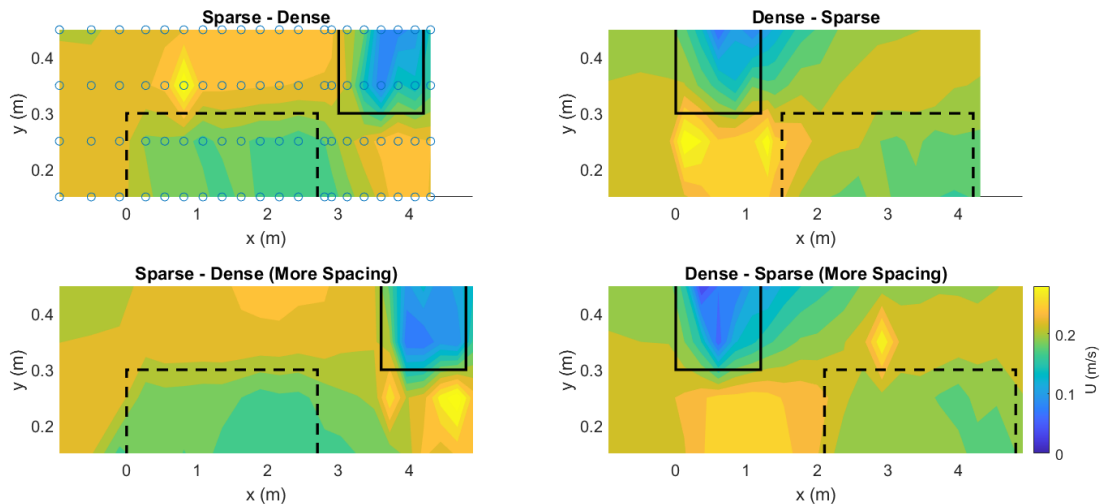 Sparse - Dense
Dense - Sparse
y (m)
0.4
0.3
0.2
0 1 2 3 4
x (m)
y (m)
0.4
0.3
0.2
0 1 2 3 4
x (m)
Sparse - Dense (More Spacing)
Dense - Sparse (More Spacing)
y (m)
0.4
0.3
0.2
0 1 2 3 4
x (m)
y (m)
0.4
0.3
0.2
0 1 2 3 4
x (m)
0.2
0
U (m/s)